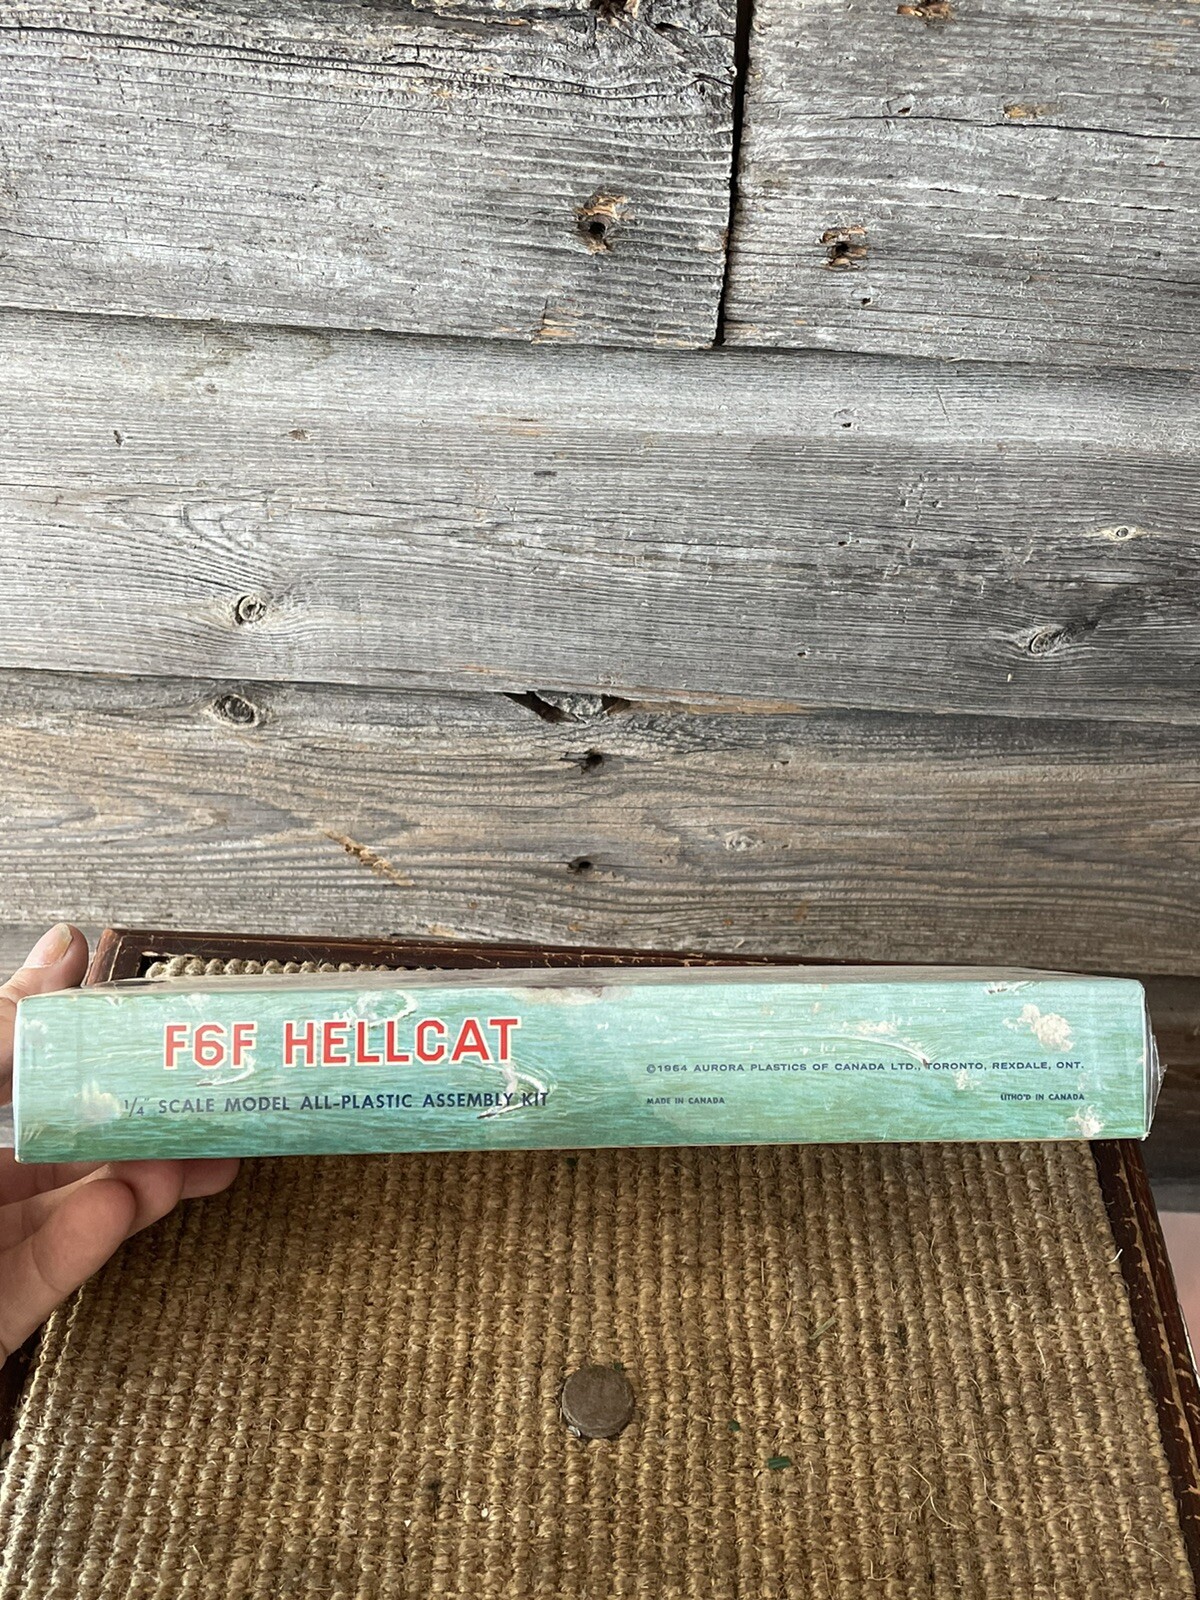 F6F HELLCAT
1/4" SCALE MODEL ALL-PLASTIC ASSEMBLY KIT
©1964 AURORA PLASTICS OF CANADA LTD., TORONTO, REXDALE, ONT.
MADE IN CANADA
LITHO'D IN CANADA